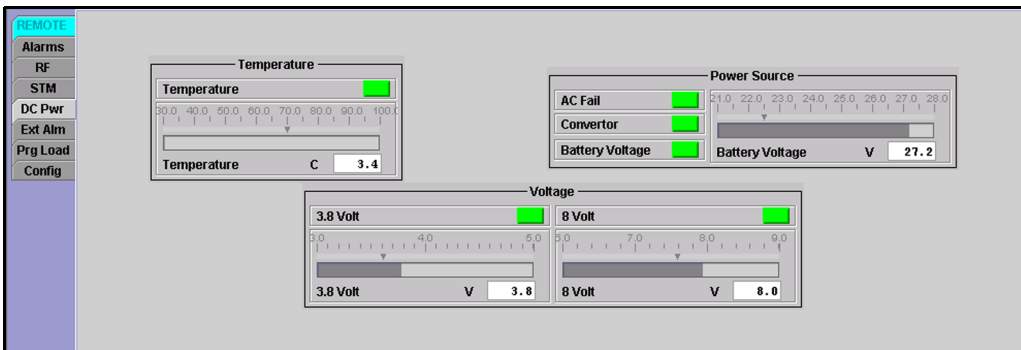 REMOTE
Alarms
RF
STM
DC Pwr
Ext Alm
Prg Load
Config
Temperature
Temperature
30.0 40.0 50.0 60.0 70.0 80.0 90.0 100.0
Temperature C 3.4
Power Source
AC Fail
Convertor
Battery Voltage
21.0 22.0 23.0 24.0 25.0 26.0 27.0 28.0
Battery Voltage V 27.2
Voltage
3.8 Volt
3.0 4.0 5.0
3.8 Volt V 3.8
8 Volt
6.0 7.0 8.0 9.0
8 Volt V 8.0